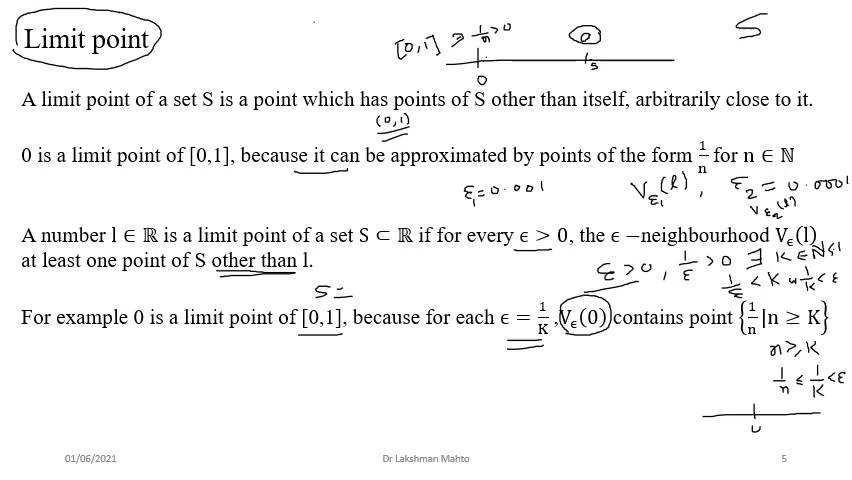 Limit point
[0,1] ∋ 1/n > 0
0
s
S
A limit point of a set S is a point which has points of S other than itself, arbitrarily close to it.
(0,1)
0 is a limit point of [0,1], because it can be approximated by points of the form 1/n for n ∈ ℕ
ε₁=0.001
V_ε₁(l), ε₂ = 0.0001
V_ε₂(l)
A number l ∈ ℝ is a limit point of a set S ⊂ ℝ if for every ϵ > 0, the ϵ −neighbourhood V_ϵ(l)
at least one point of S other than l.
ε>0, 1/ε >0 ∃ K∈ℕ
1/ε < K 1/K < ε
S=
For example 0 is a limit point of [0,1], because for each ϵ = 1/K ,V_ϵ(0) contains point {1/n |n ≥ K}
n≥K
1/n ≤ 1/K <ε
01/06/2021
Dr Lakshman Mahto
5